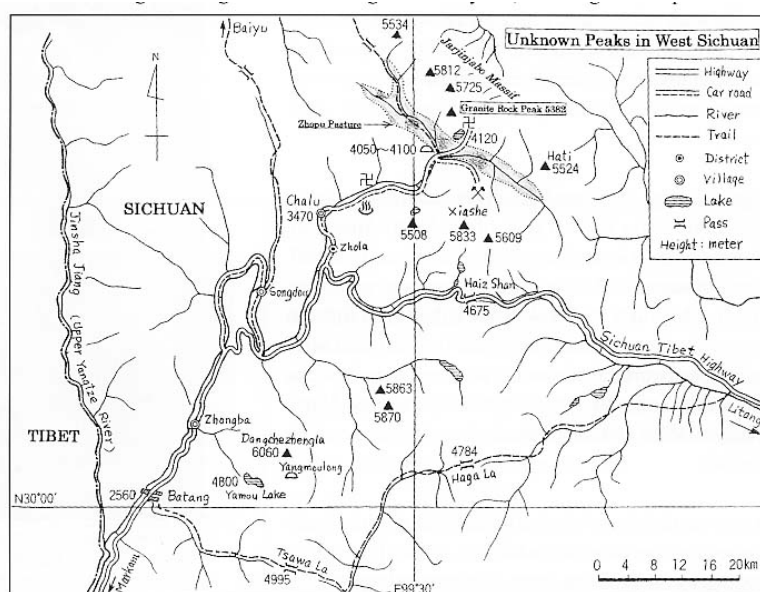 Unknown Peaks in West Sichuan
Highway
Car road
River
Trail
District
Village
Lake
Pass
Height: meter
N
Baiyu
5534
Jarjinjabo Massif
5812
5725
Granite Rock Peak 5382
Zhopu Pasture
4120
4050~4100
Hati
5524
SICHUAN
Chalu
3470
Xiashe
5508
5833
5609
Zhola
Jinsha Jiang
(Upper Yangtze River)
Songdou
Haiz Shan
4675
Sichuan Tibet Highway
5863
5870
Litang
Zhongba
TIBET
Dangchezhengla
6060
Yangmoulong
4784
Haga La
4800
Yamou Lake
2560
Batang
N30°00'
Tsawa La
4995
Markam
E99°30'
0 4 8 12 16 20km